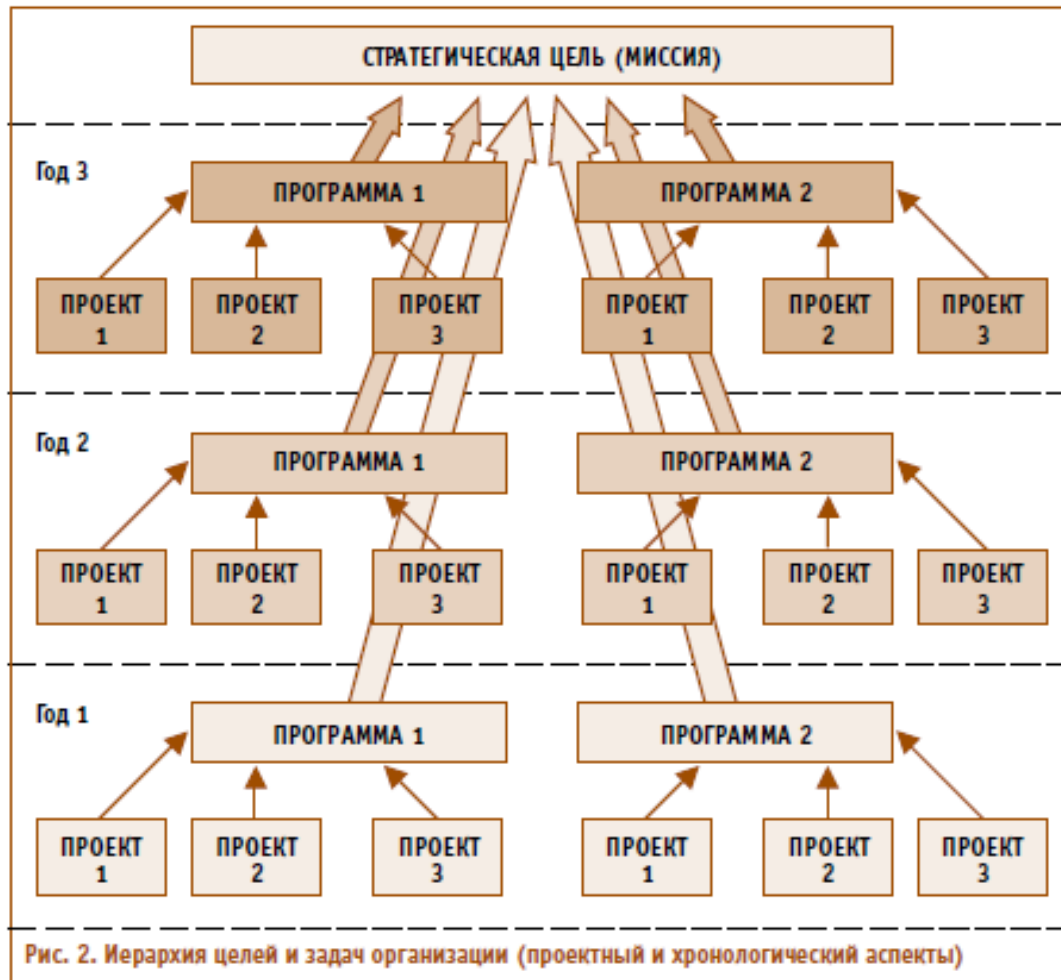 СТРАТЕГИЧЕСКАЯ ЦЕЛЬ (МИССИЯ)
Год 3
ПРОГРАММА 1
ПРОГРАММА 2
ПРОЕКТ
1
ПРОЕКТ
2
ПРОЕКТ
3
ПРОЕКТ
1
ПРОЕКТ
2
ПРОЕКТ
3
Год 2
ПРОГРАММА 1
ПРОГРАММА 2
ПРОЕКТ
1
ПРОЕКТ
2
ПРОЕКТ
3
ПРОЕКТ
1
ПРОЕКТ
2
ПРОЕКТ
3
Год 1
ПРОГРАММА 1
ПРОГРАММА 2
ПРОЕКТ
1
ПРОЕКТ
2
ПРОЕКТ
3
ПРОЕКТ
1
ПРОЕКТ
2
ПРОЕКТ
3
Рис. 2. Иерархия целей и задач организации (проектный и хронологический аспекты)